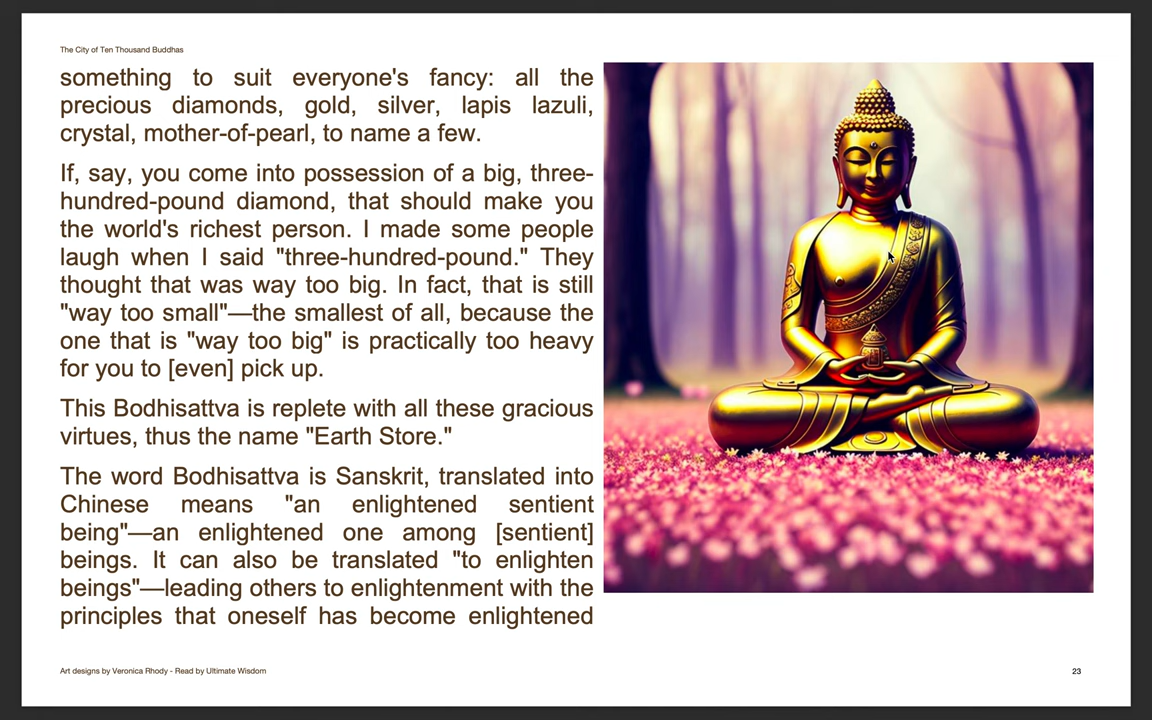 The City of Ten Thousand Buddhas
something to suit everyone's fancy: all the
precious diamonds, gold, silver, lapis lazuli,
crystal, mother-of-pearl, to name a few.
If, say, you come into possession of a big, three-
hundred-pound diamond, that should make you
the world's richest person. I made some people
laugh when I said "three-hundred-pound." They
thought that was way too big. In fact, that is still
"way too small"—the smallest of all, because the
one that is "way too big" is practically too heavy
for you to [even] pick up.
This Bodhisattva is replete with all these gracious
virtues, thus the name "Earth Store."
The word Bodhisattva is Sanskrit, translated into
Chinese means "an enlightened sentient
being"—an enlightened one among [sentient]
beings. It can also be translated "to enlighten
beings"—leading others to enlightenment with the
principles that oneself has become enlightened
Art designs by Veronica Rhody - Read by Ultimate Wisdom
23